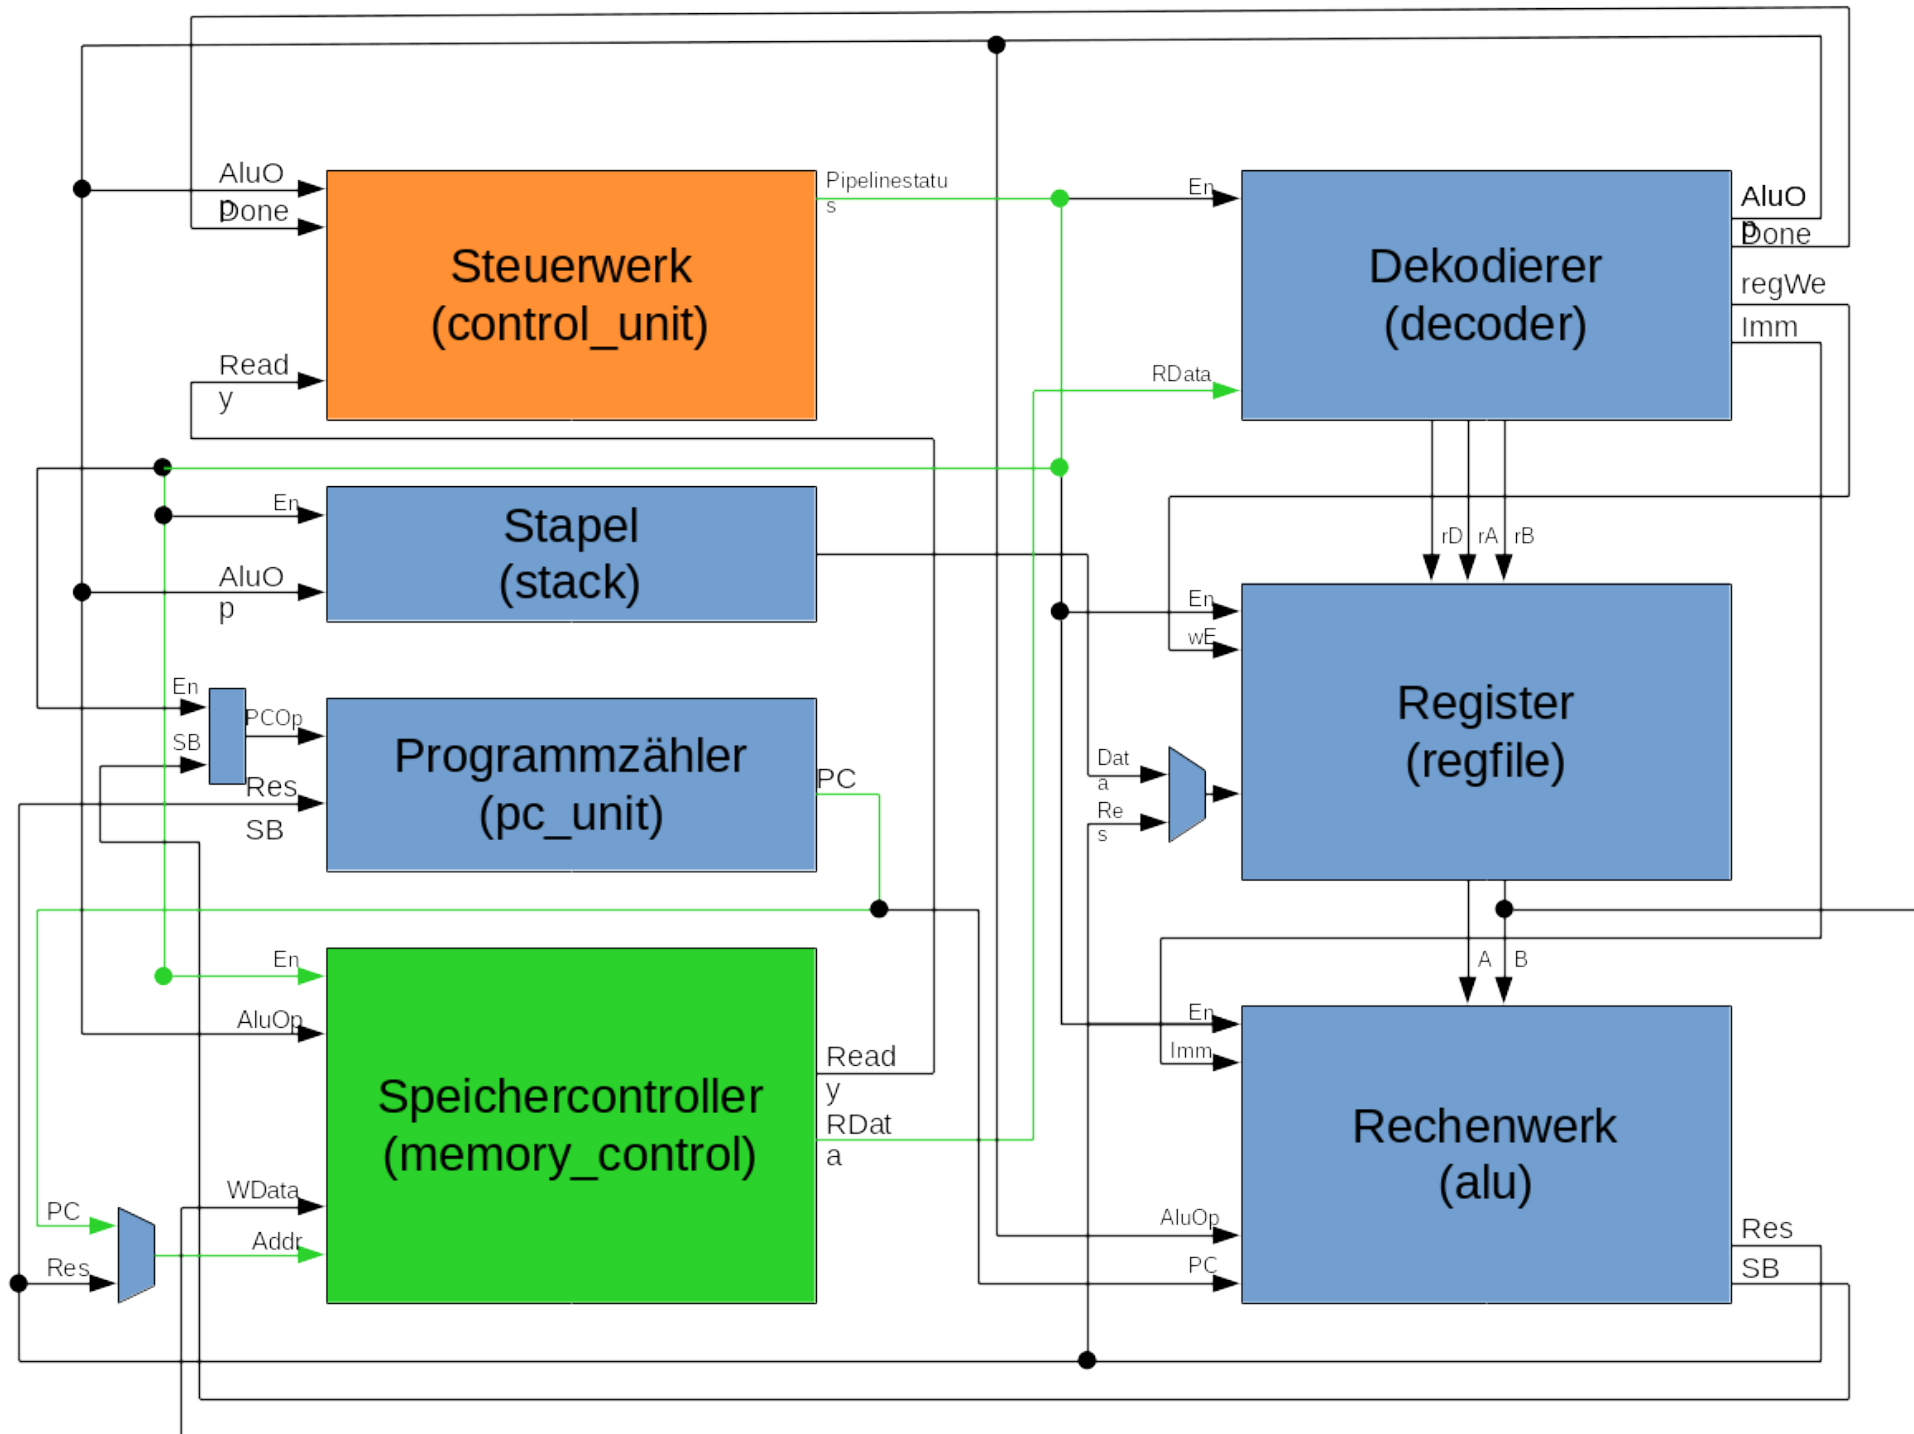 AluO
p
Done
Steuerwerk
(control_unit)
Read
y
Pipelinestatu
s
En
Dekodierer
(decoder)
RData
AluO
p
Done
regWe
Imm
En
Stapel
(stack)
AluO
p
rD
rA
rB
En
wE
Register
(regfile)
Dat
a
Re
s
En
SB
PCOp
Res
SB
Programmzähler
(pc_unit)
PC
A
B
En
AluOp
Speichercontroller
(memory_control)
Read
y
RDat
a
WData
Addr
PC
Res
En
Imm
Rechenwerk
(alu)
AluOp
PC
Res
SB